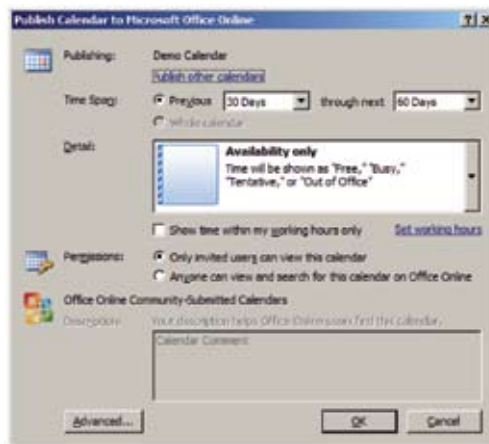 Publish Calendar to Microsoft Office Online
Publishing: Demo Calendar
Publish other calendars
Time Span: Previous 30 Days through next 60 Days
Whole calendar
Detail: Availability only
Time will be shown as "Free," "Busy,"
"Tentative," or "Out of Office"
Show time within my working hours only Set working hours
Permissions: Only invited users can view this calendar
Anyone can view and search for this calendar on Office Online
Office Online Community-Submitted Calendars
Description: Your description helps Office Online users find this calendar.
Calendar Comment
Advanced... OK Cancel